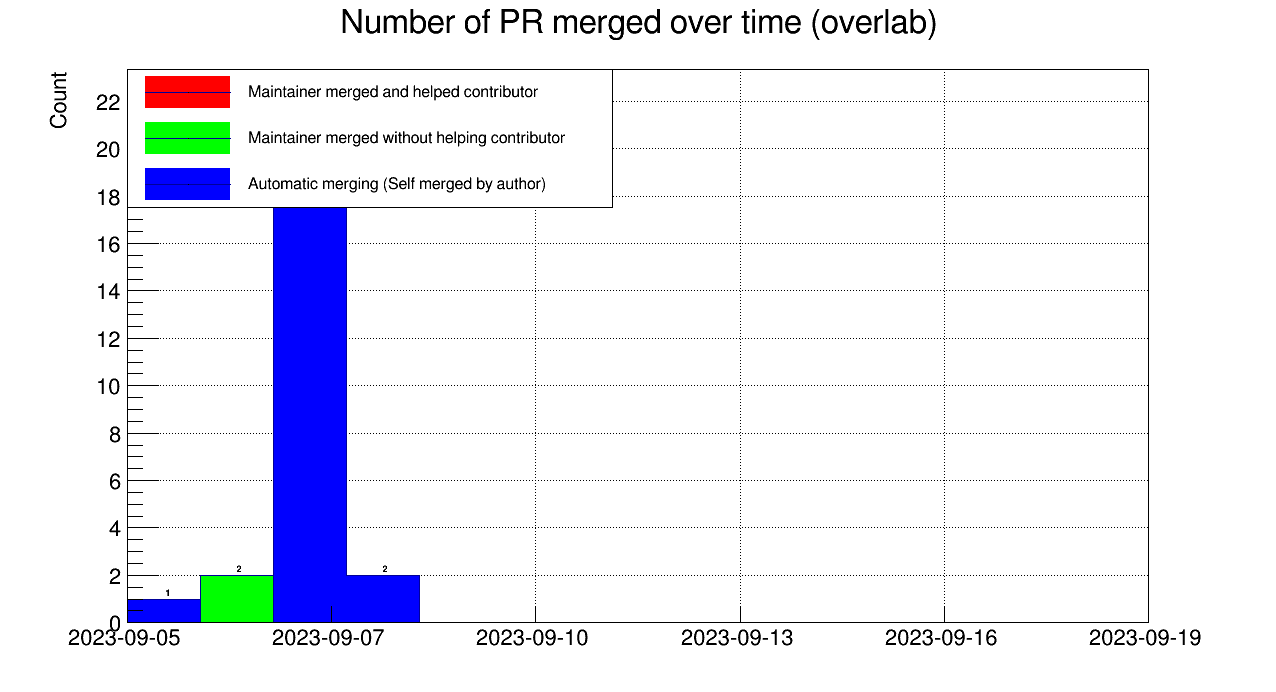 Number of PR merged over time (overlab)
Count
22
20
18
16
14
12
10
8
6
4
2
0
Maintainer merged and helped contributor
Maintainer merged without helping contributor
Automatic merging (Self merged by author)
1
2
2
2023-09-05 2023-09-07 2023-09-10 2023-09-13 2023-09-16 2023-09-19